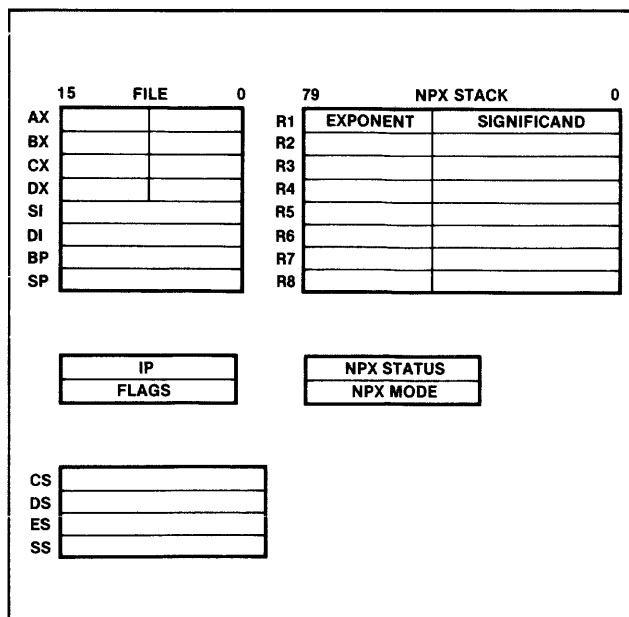 15 FILE 0
79 NPX STACK 0
AX
BX
CX
DX
SI
DI
BP
SP
R1 EXPONENT SIGNIFICAND
R2
R3
R4
R5
R6
R7
R8
IP
FLAGS
NPX STATUS
NPX MODE
CS
DS
ES
SS